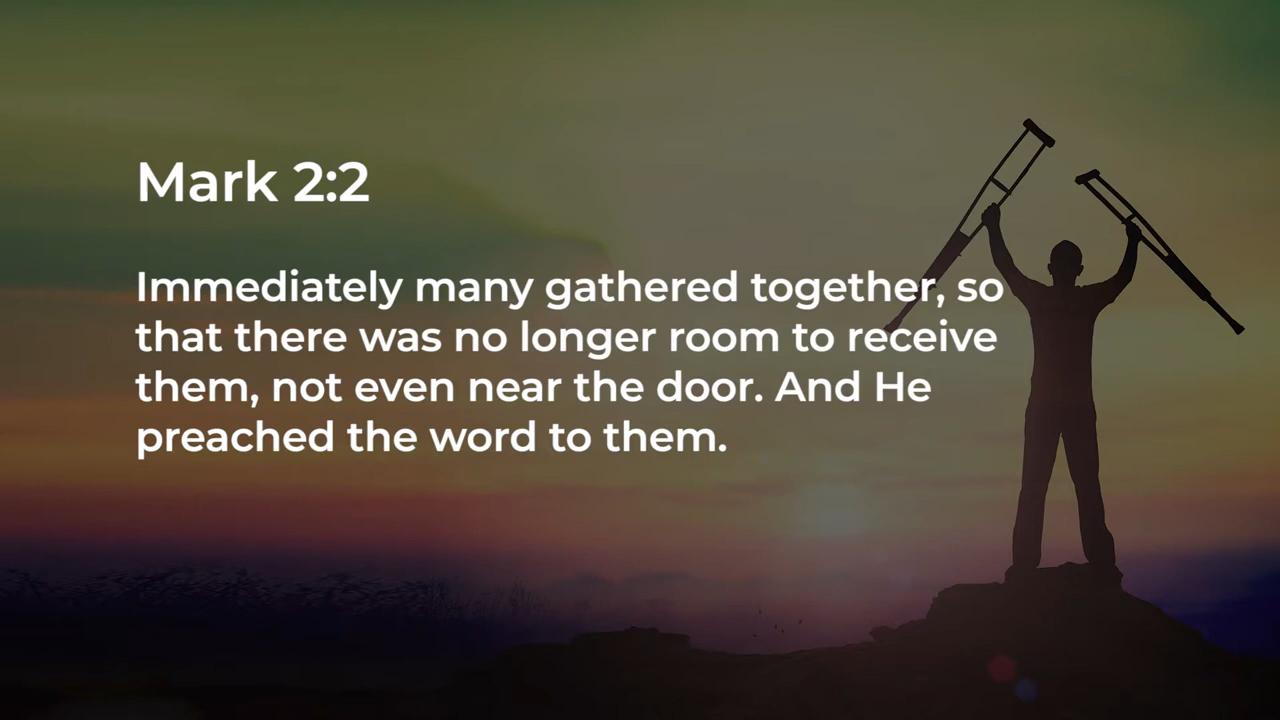 Mark 2:2
Immediately many gathered together, so
that there was no longer room to receive
them, not even near the door. And He
preached the word to them.